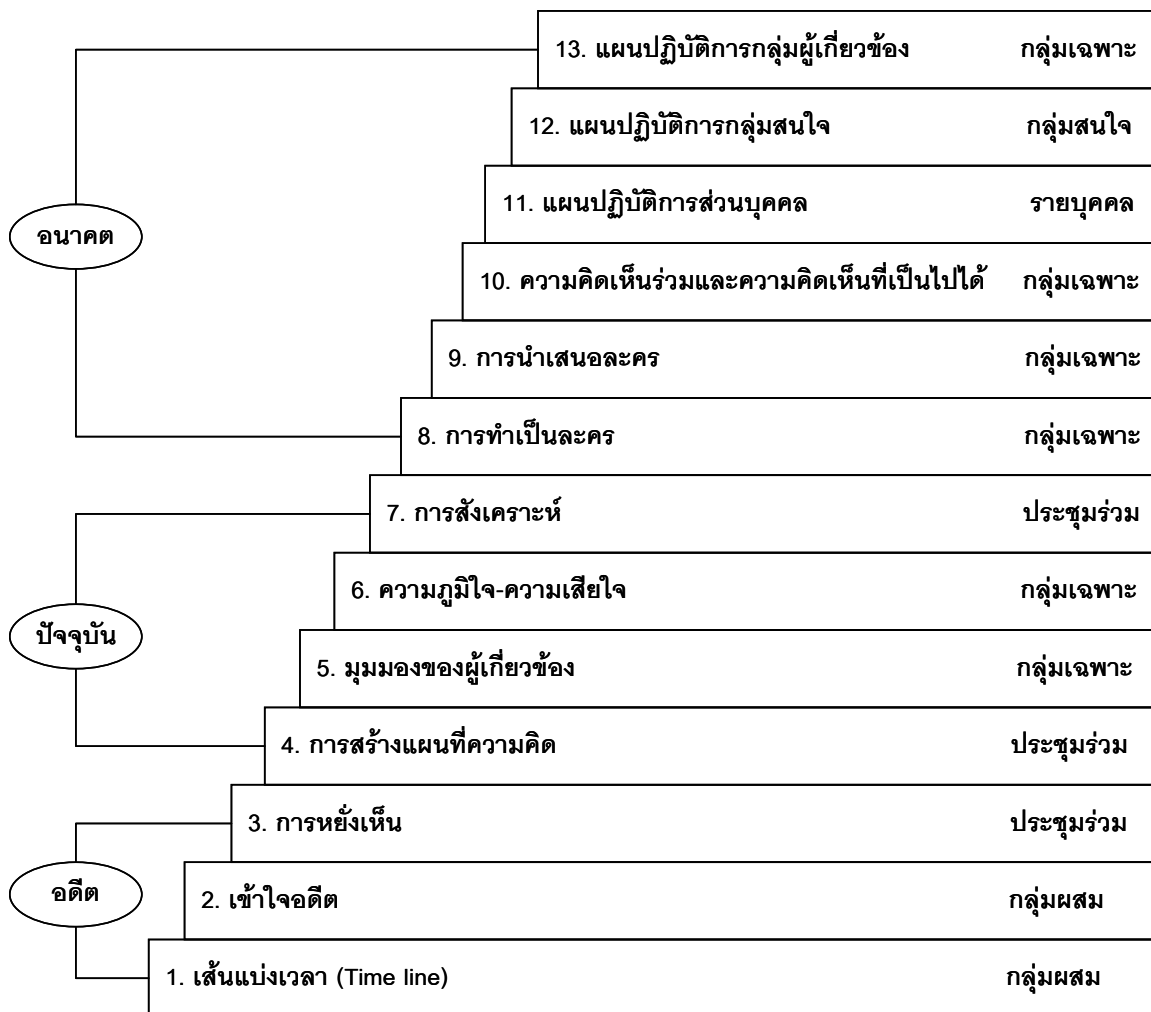 13. แผนปฏิบัติการกลุ่มผู้เกี่ยวข้อง กลุ่มเฉพาะ
12. แผนปฏิบัติการกลุ่มสนใจ กลุ่มสนใจ
11. แผนปฏิบัติการส่วนบุคคล รายบุคคล
อนาคต
10. ความคิดเห็นร่วมและความคิดเห็นที่เป็นไปได้ กลุ่มเฉพาะ
9. การนำเสนอละคร กลุ่มเฉพาะ
8. การทำเป็นละคร กลุ่มเฉพาะ
7. การสังเคราะห์ ประชุมร่วม
6. ความภูมิใจ-ความเสียใจ กลุ่มเฉพาะ
ปัจจุบัน
5. มุมมองของผู้เกี่ยวข้อง กลุ่มเฉพาะ
4. การสร้างแผนที่ความคิด ประชุมร่วม
3. การหยั่งเห็น ประชุมร่วม
อดีต
2. เข้าใจอดีต กลุ่มผสม
1. เส้นแบ่งเวลา (Time line) กลุ่มผสม